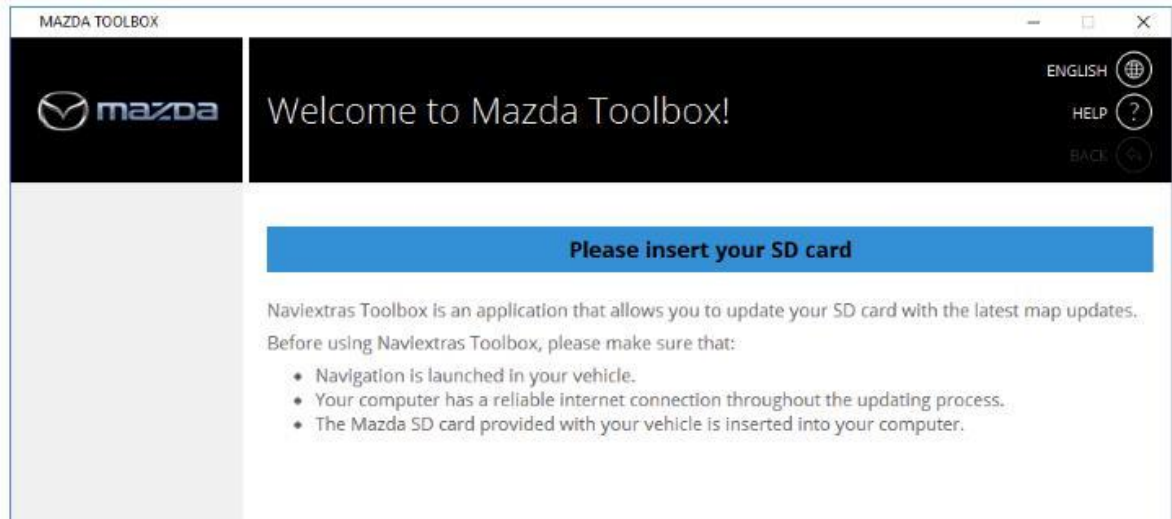 MAZDA TOOLBOX
mazda
Welcome to Mazda Toolbox!
ENGLISH
HELP ?
BACK
Please insert your SD card
Naviextras Toolbox is an application that allows you to update your SD card with the latest map updates.
Before using Naviextras Toolbox, please make sure that:
• Navigation is launched in your vehicle.
• Your computer has a reliable internet connection throughout the updating process.
• The Mazda SD card provided with your vehicle is inserted into your computer.